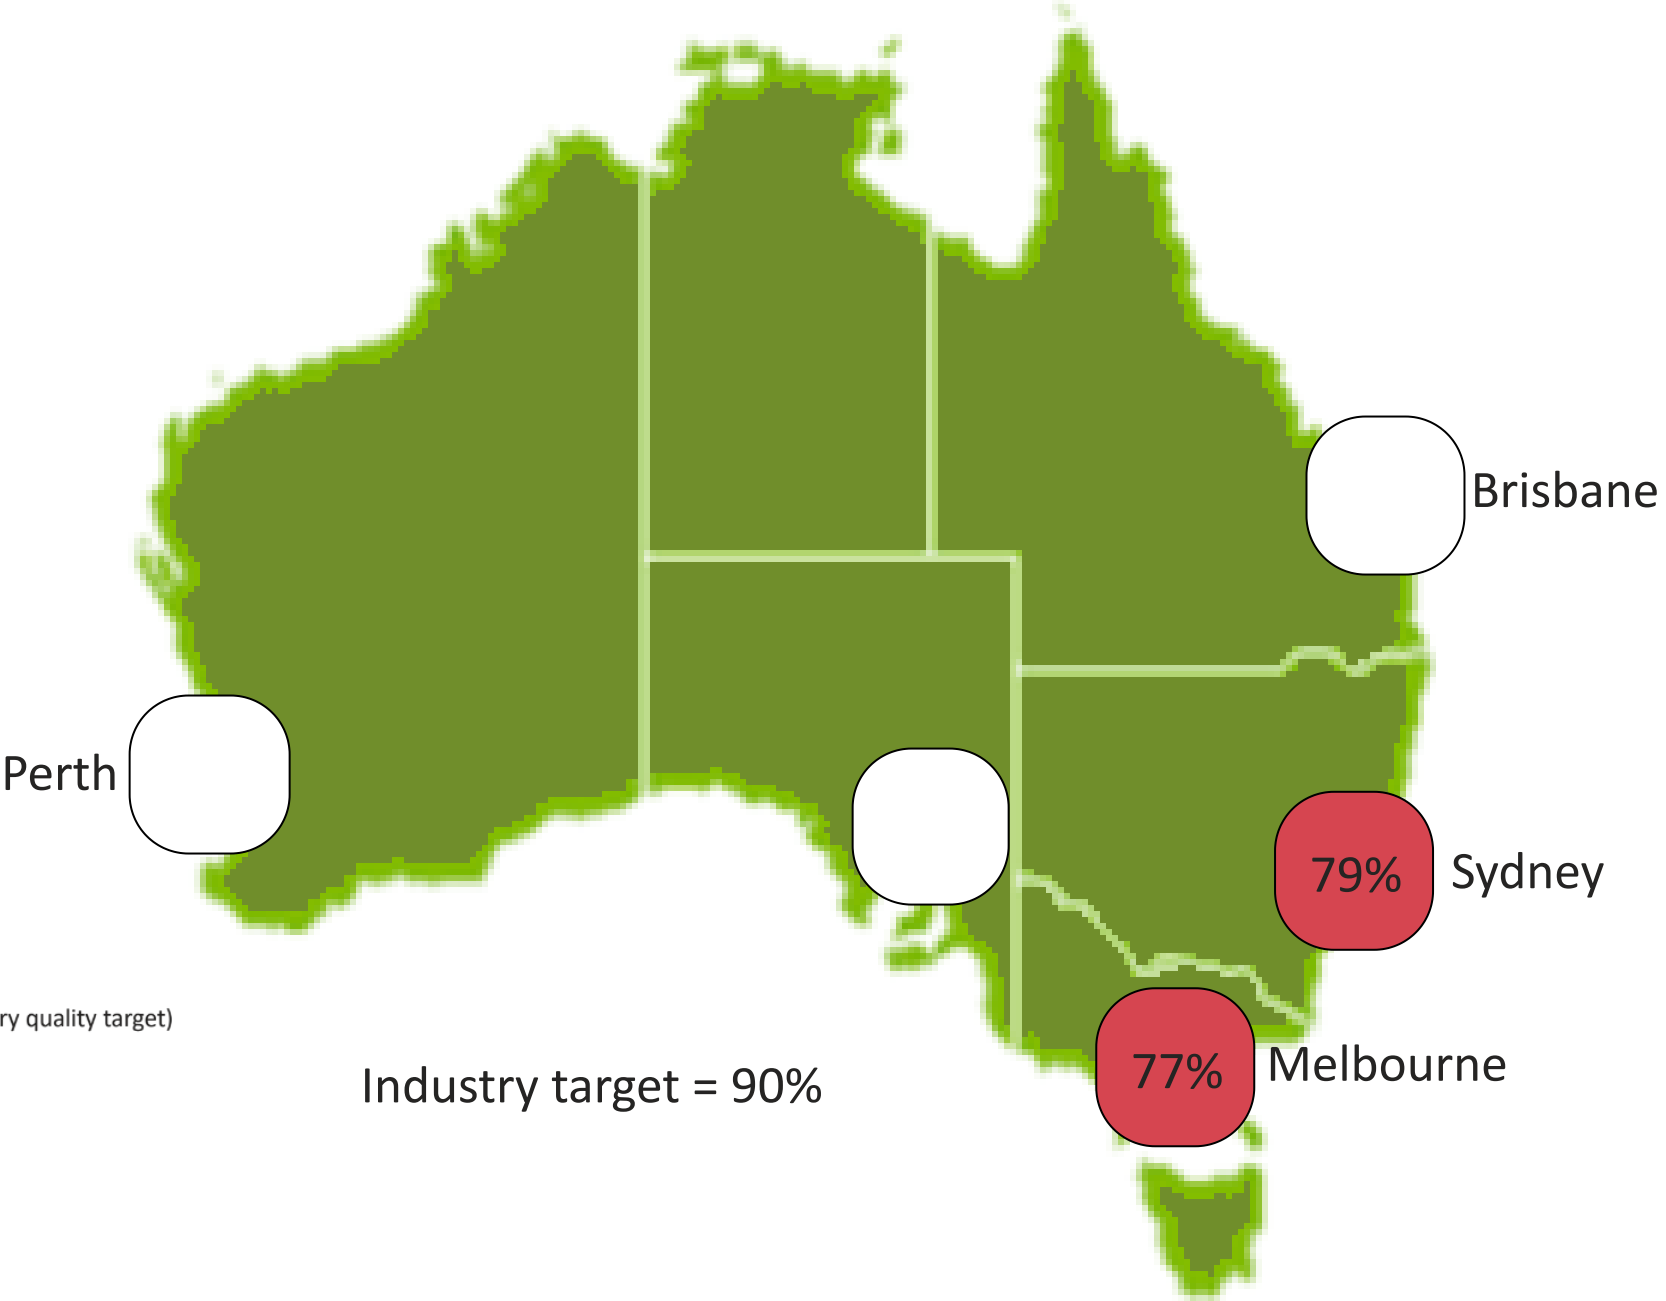 Brisbane
Perth
79% Sydney
ry quality target)
Industry target = 90%
77% Melbourne